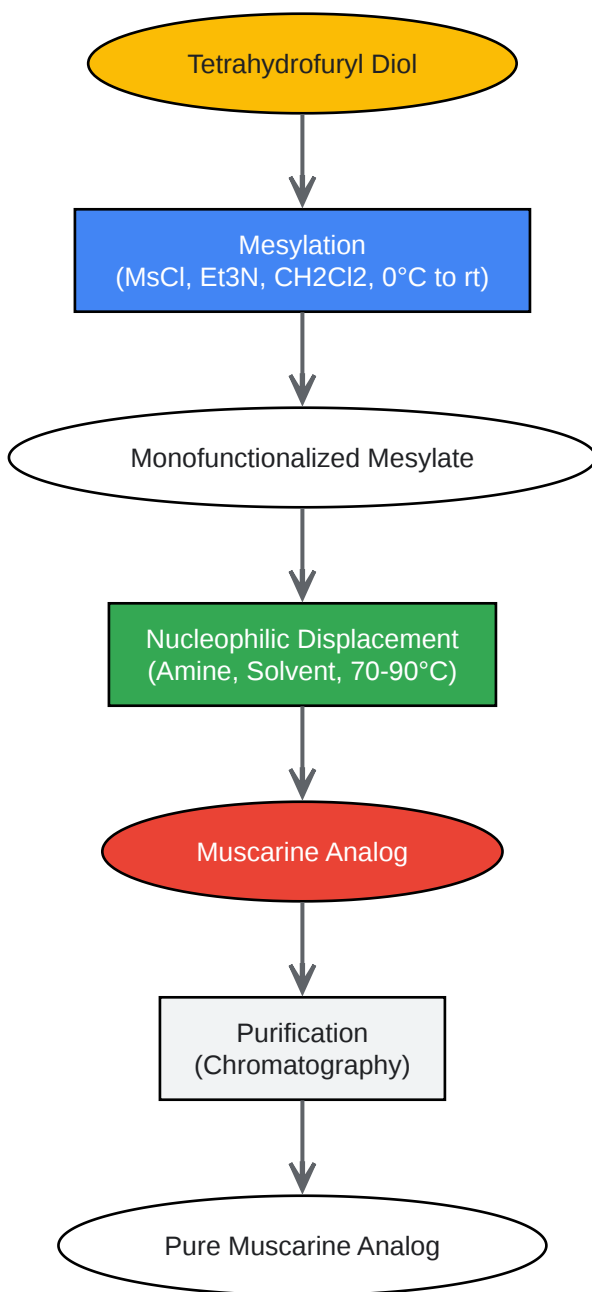 Tetrahydrofuryl Diol
Mesylation
(MsCl, Et3N, CH2Cl2, 0°C to rt)
Monofunctionalized Mesylate
Nucleophilic Displacement
(Amine, Solvent, 70-90°C)
Muscarine Analog
Purification
(Chromatography)
Pure Muscarine Analog